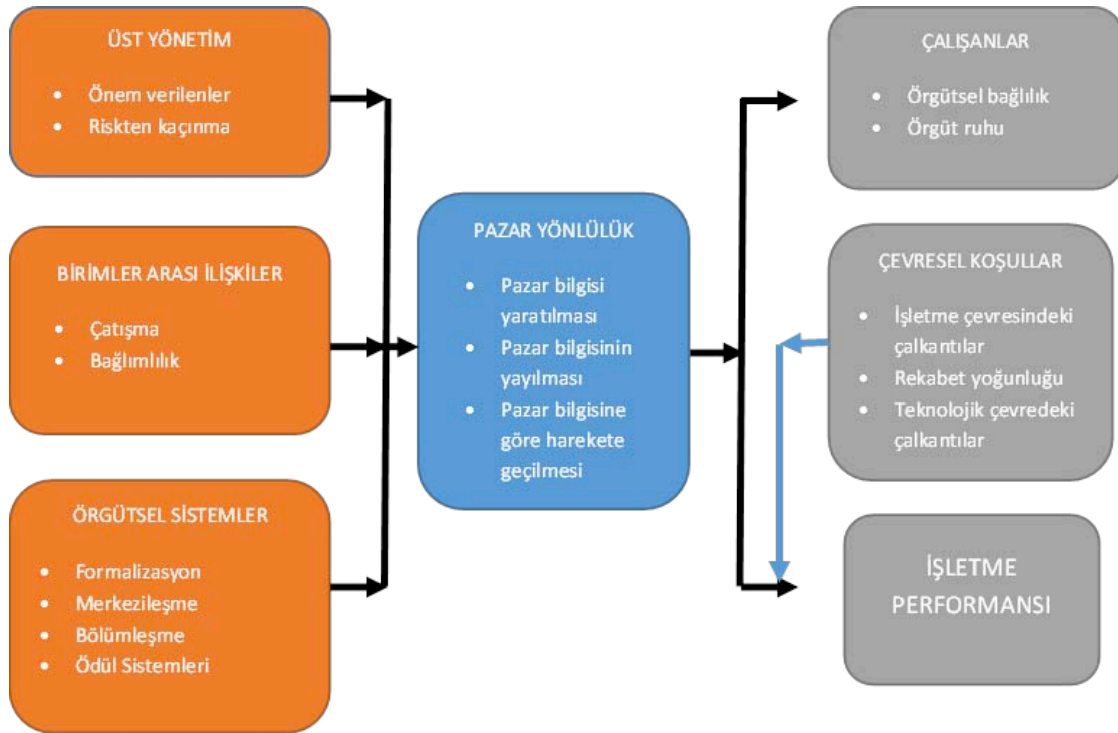 ÜST YÖNETİM
• Önem verilenler
• Riskten kaçınma
BİRİMLER ARASI İLİŞKİLER
• Çatışma
• Bağlımlılık
ÖRGÜTSEL SİSTEMLER
• Formalizasyon
• Merkezileşme
• Bölümleşme
• Ödül Sistemleri
PAZAR YÖNLÜLÜK
• Pazar bilgisi
yaratılması
• Pazar bilgisinin
yayılması
• Pazar bilgisine
göre harekete
geçilmesi
ÇALIŞANLAR
• Örgütsel bağlılık
• Örgüt ruhu
ÇEVRESEL KOŞULLAR
• İşletme çevresindeki
çalkantılar
• Rekabet yoğunluğu
• Teknolojik çevredeki
çalkantılar
İŞLETME
PERFORMANSI